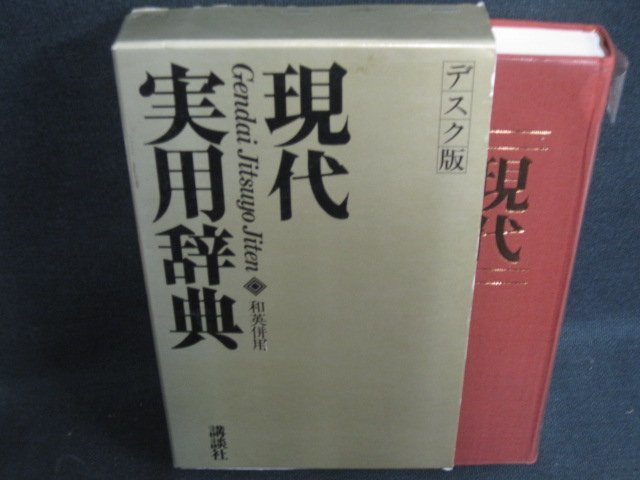 デスク版
現代
実用辞典
Gendai Jitsuyo Jiten
和英併用
講談社
現代